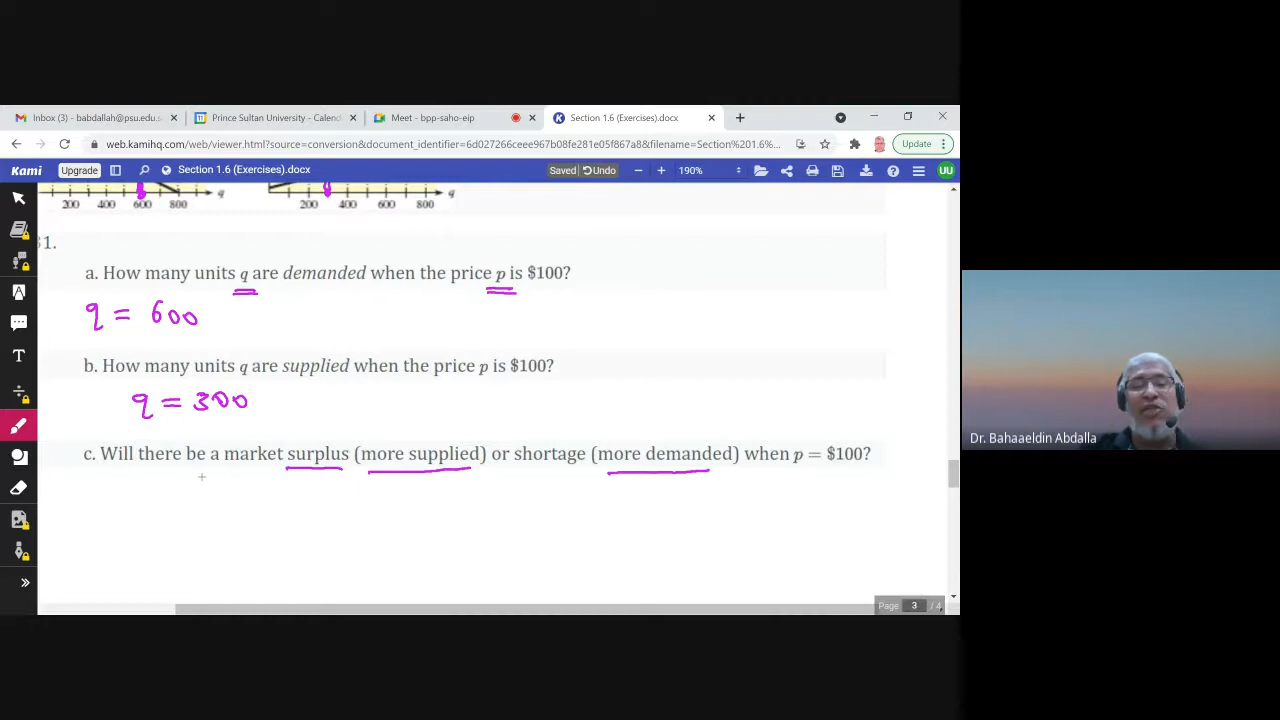 Inbox (3) - babdallah@psu.edu.s
Prince Sultan University - Calend
Meet - bpp-saho-eip
Section 1.6 (Exercises).docx
web.kamihq.com/web/viewer.html?source=conversion&document_identifier=6d027266ceee967b08fe281e05f867a8&filename=Section%201.6%...
Update
Kami
Upgrade
Section 1.6 (Exercises).docx
Saved
Undo
190%
UU
q
q
200 400 600 800
200 400 600 800
31.
a. How many units q are demanded when the price p is $100?
q = 600
b. How many units q are supplied when the price p is $100?
q = 300
c. Will there be a market surplus (more supplied) or shortage (more demanded) when p = $100?
Page 3 / 4
Dr. Bahaaeldin Abdalla